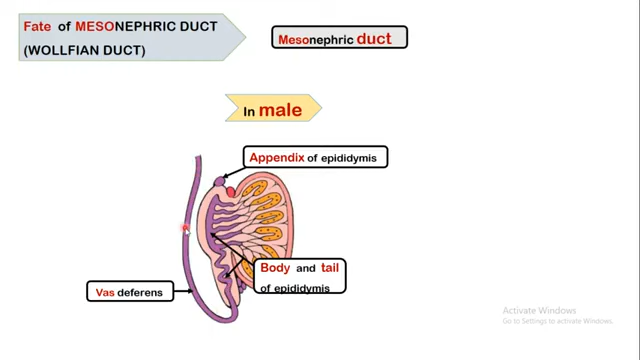 Fate of MESONEPHRIC DUCT
(WOLLFIAN DUCT)
Mesonephric duct
In male
Appendix of epididymis
Body and tail
of epididymis
Vas deferens
Activate Windows
Go to Settings to activate Windows.